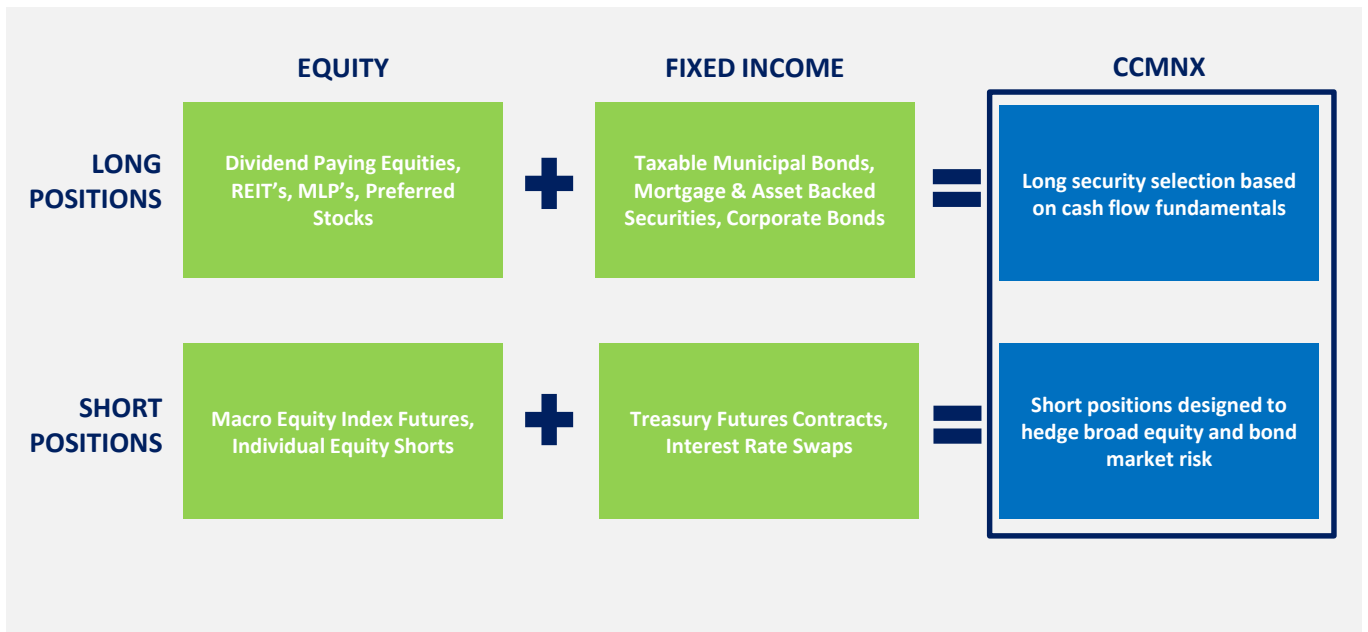 EQUITY
FIXED INCOME
CCMNX
LONG
POSITIONS
Dividend Paying Equities,
REIT's, MLP's, Preferred
Stocks
Taxable Municipal Bonds,
Mortgage & Asset Backed
Securities, Corporate Bonds
Long security selection based
on cash flow fundamentals
SHORT
POSITIONS
Macro Equity Index Futures,
Individual Equity Shorts
Treasury Futures Contracts,
Interest Rate Swaps
Short positions designed to
hedge broad equity and bond
market risk